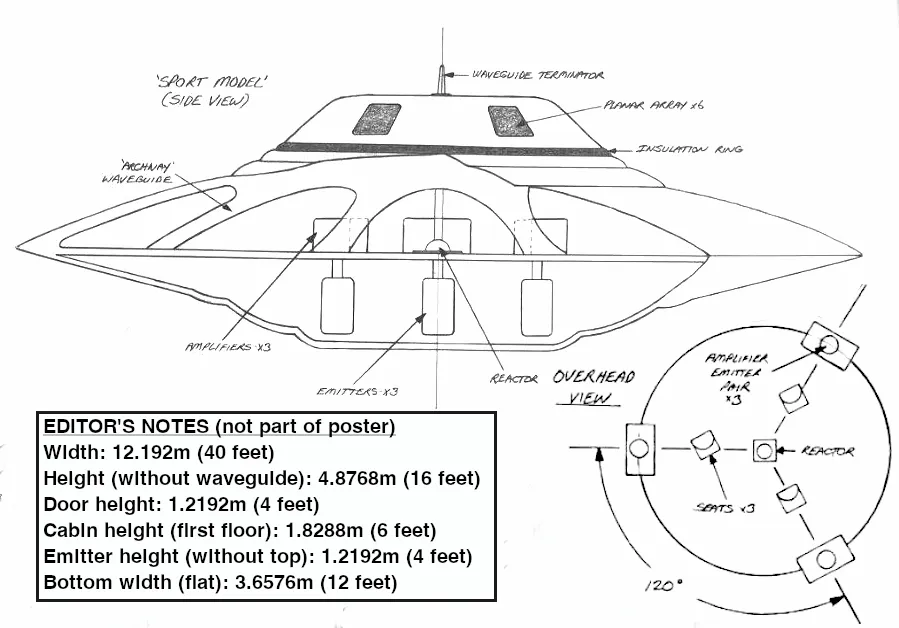 'SPORT MODEL'
(SIDE VIEW)
WAVEGUIDE TERMINATOR
PLANAR ARRAY x6
INSULATION RING
'ARCHWAY'
WAVEGUIDE
AMPLIFIERS x3
EMITTERS x3
REACTOR
OVERHEAD
VIEW
AMPLIFIER
EMITTER
PAIR
x3
REACTOR
SEATS x3
120°
EDITOR'S NOTES (not part of poster)
Width: 12.192m (40 feet)
Height (without waveguide): 4.8768m (16 feet)
Door height: 1.2192m (4 feet)
Cabin height (first floor): 1.8288m (6 feet)
Emitter height (without top): 1.2192m (4 feet)
Bottom width (flat): 3.6576m (12 feet)